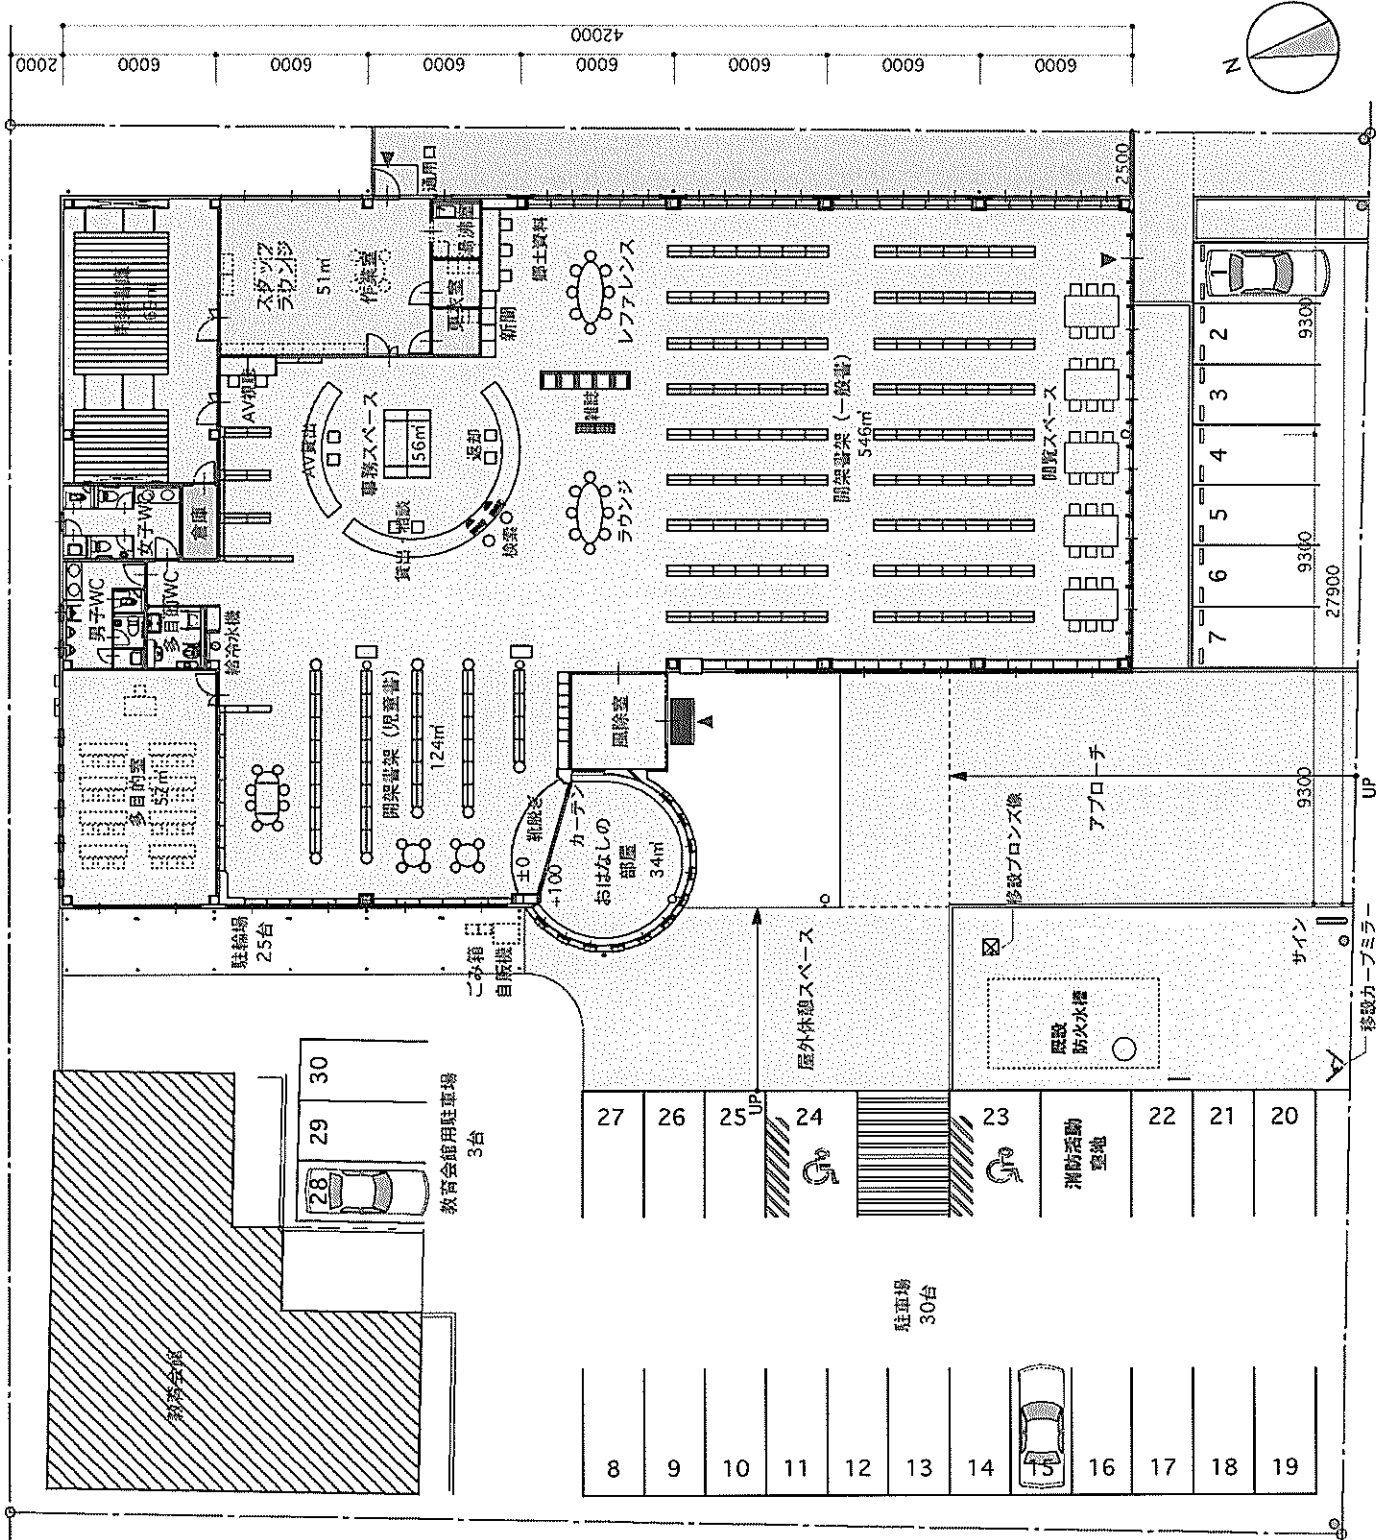 42000
2000
6000
6000
6000
6000
6000
6000
6000
N
通用口
2500
スタッフ
ラウンジ
51㎡
作業室
更衣室
湯沸室
郷土資料
新聞
レファレンス
雑誌
ラウンジ
AV視聴
AV貸出
事務スペース
56㎡
返却
貸出・相談
検索
女子WC
倉庫
男子WC
多目的WC
給冷水機
開架書架（一般書）
546㎡
閲覧スペース
多目的室
52㎡
開架書架（児童書）
124㎡
風除室
靴脱ぎ
カーテン
±0
+100
おはなしの
部屋
34㎡
駐輪場
25台
ごみ箱
自販機
屋外休憩スペース
UP
アプローチ
移設ブロンズ像
UP
サイン
移設カーブミラー
既設
防火水槽
9300
9300
9300
27900
1
2
3
4
5
6
7
教育会館
30
29
28
教育会館用駐車場
3台
27
26
25
24
23
消防活動
空地
22
21
20
駐車場
30台
8
9
10
11
12
13
14
15
16
17
18
19